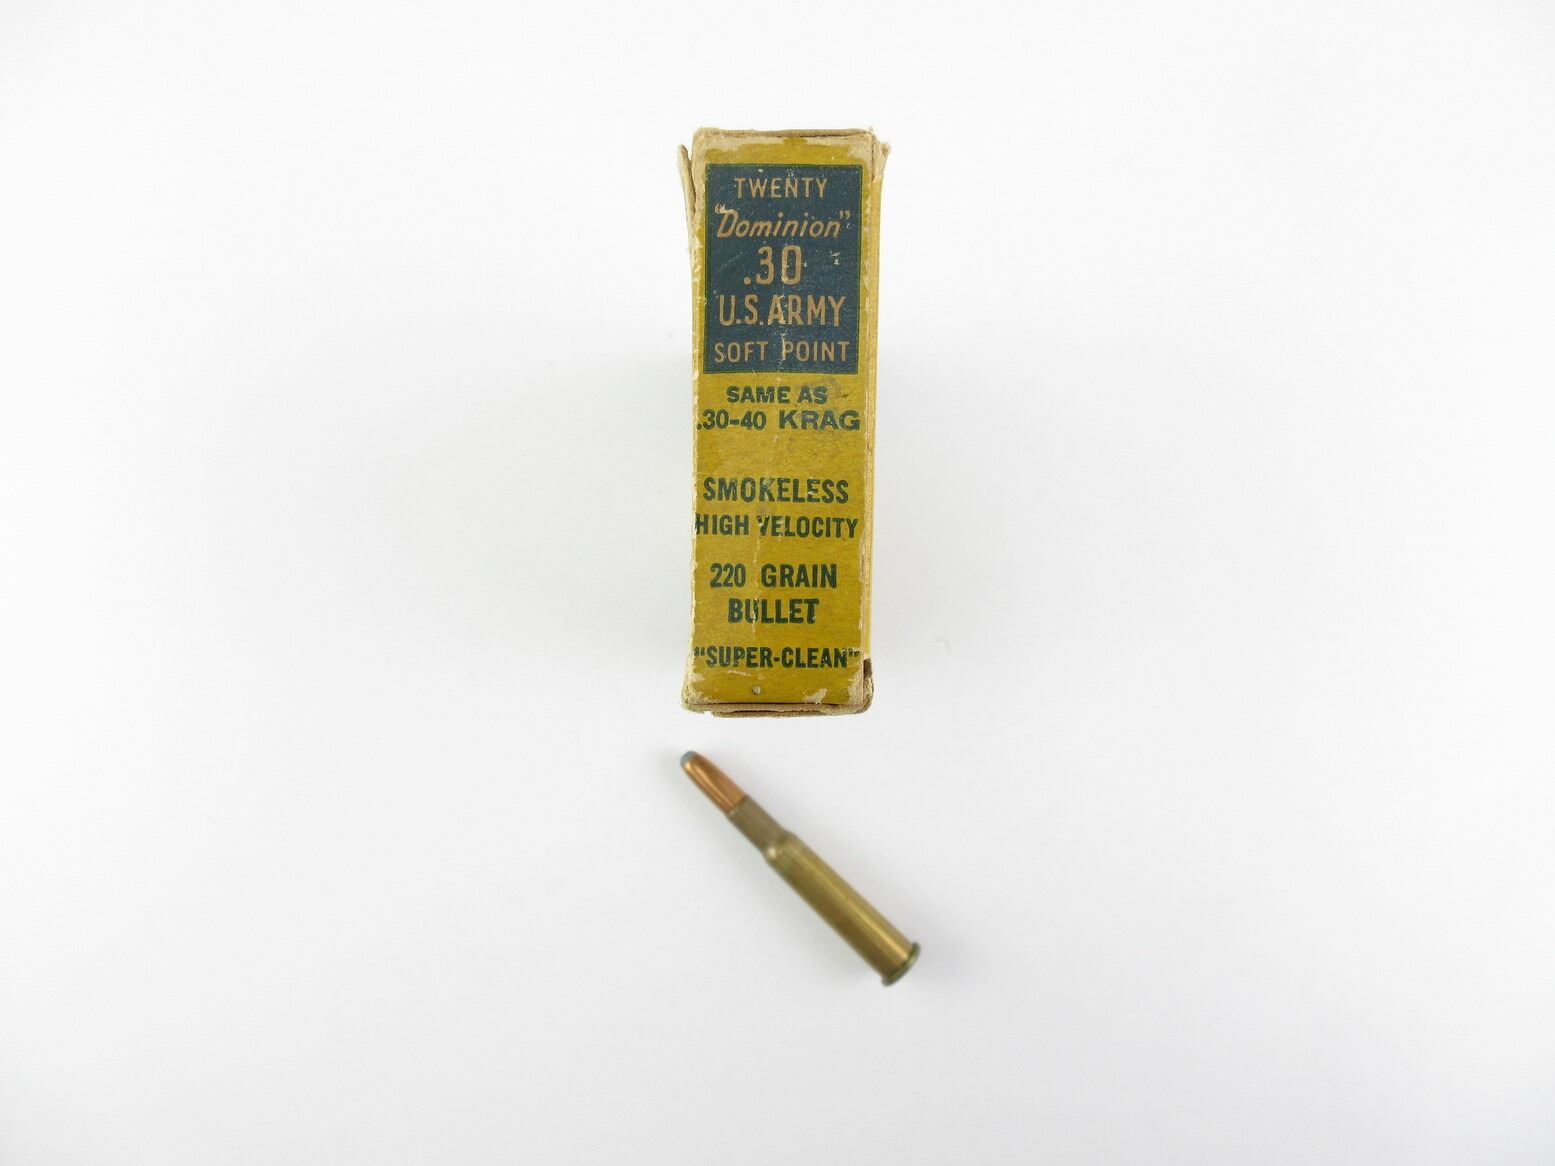 TWENTY
"Dominion"
.30
U.S. ARMY
SOFT POINT
SAME AS
.30-40 KRAG
SMOKELESS
HIGH VELOCITY
220 GRAIN
BULLET
"SUPER-CLEAN"